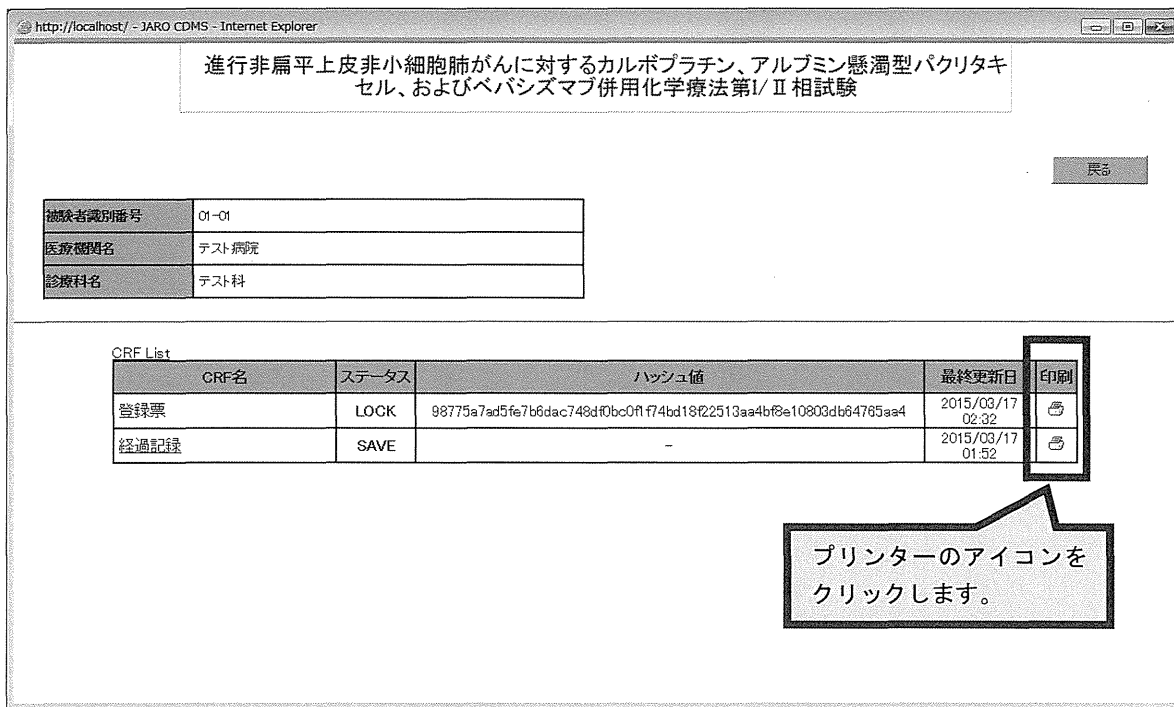 http://localhost/ - JARO CDMS - Internet Explorer
進行非扁平上皮非小細胞肺がんに対するカルボプラチン、アルブミン懸濁型パクリタキ
セル、およびベバシズマブ併用化学療法第I/Ⅱ相試験
戻る
被験者識別番号 01-01
医療機関名 テスト病院
診療科名 テスト科
CRF List
CRF名 ステータス ハッシュ値 最終更新日 印刷
登録票 LOCK 98775a7ad5fe7b6dac748df0bc0f1f74bd18f22513aa4bf8e10803db64765aa4 2015/03/17 02:32
経過記録 SAVE - 2015/03/17 01:52
プリンターのアイコンを
クリックします。